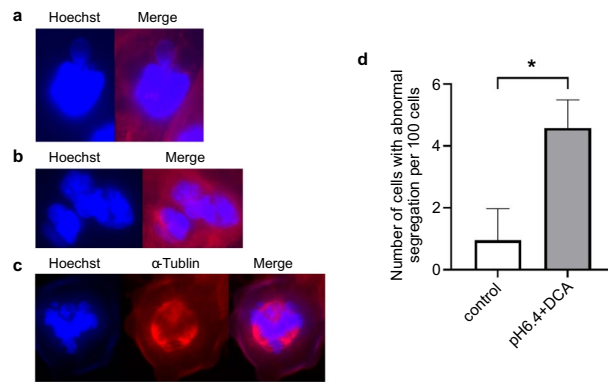 a
Hoechst Merge
b
Hoechst Merge
c
Hoechst α-Tublin Merge
d
Number of cells with abnormal
segregation per 100 cells
6
4
2
0
*
control
pH6.4+DCA